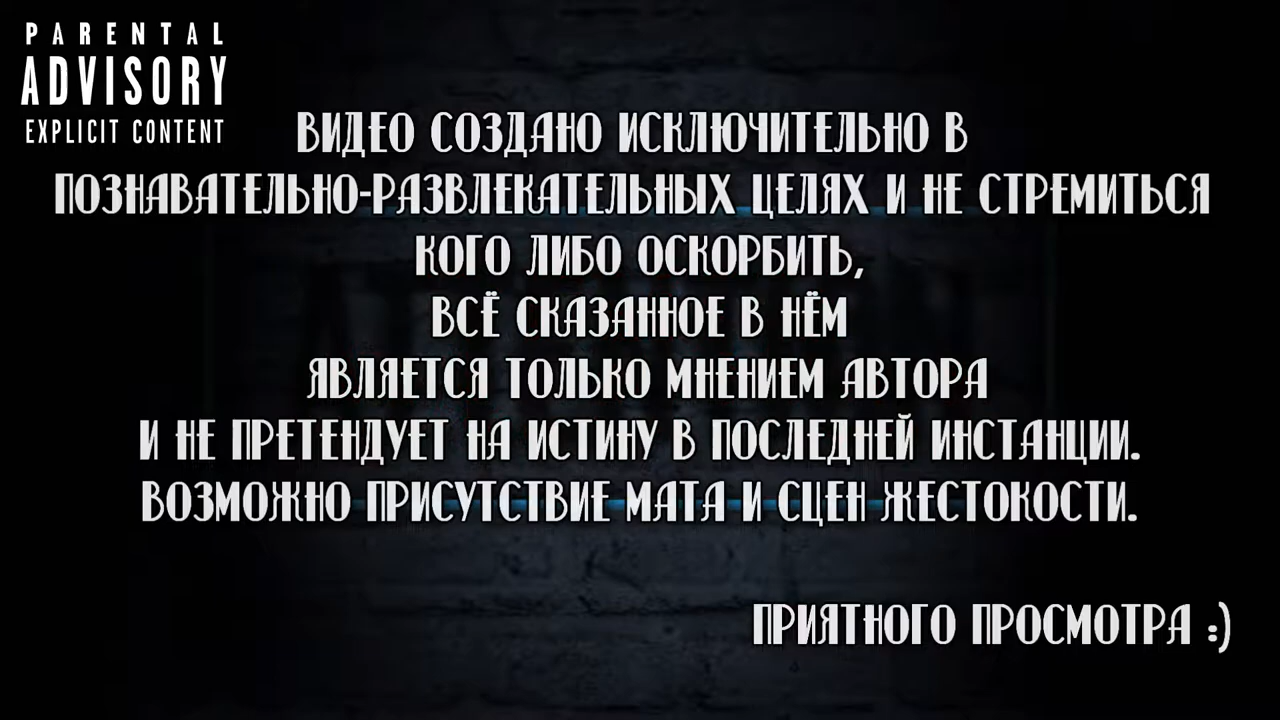 PARENTAL
ADVISORY
EXPLICIT CONTENT
ВИДЕО СОЗДАНО ИСКЛЮЧИТЕЛЬНО В
ПОЗНАВАТЕЛЬНО-РАЗВЛЕКАТЕЛЬНЫХ ЦЕЛЯХ И НЕ СТРЕМИТЬСЯ
КОГО ЛИБО ОСКОРБИТЬ,
ВСЁ СКАЗАННОЕ В НЁМ
ЯВЛЯЕТСЯ ТОЛЬКО МНЕНИЕМ АВТОРА
И НЕ ПРЕТЕНДУЕТ НА ИСТИНУ В ПОСЛЕДНЕЙ ИНСТАНЦИИ.
ВОЗМОЖНО ПРИСУТСТВИЕ МАТА И СЦЕН ЖЕСТОКОСТИ.
ПРИЯТНОГО ПРОСМОТРА :)